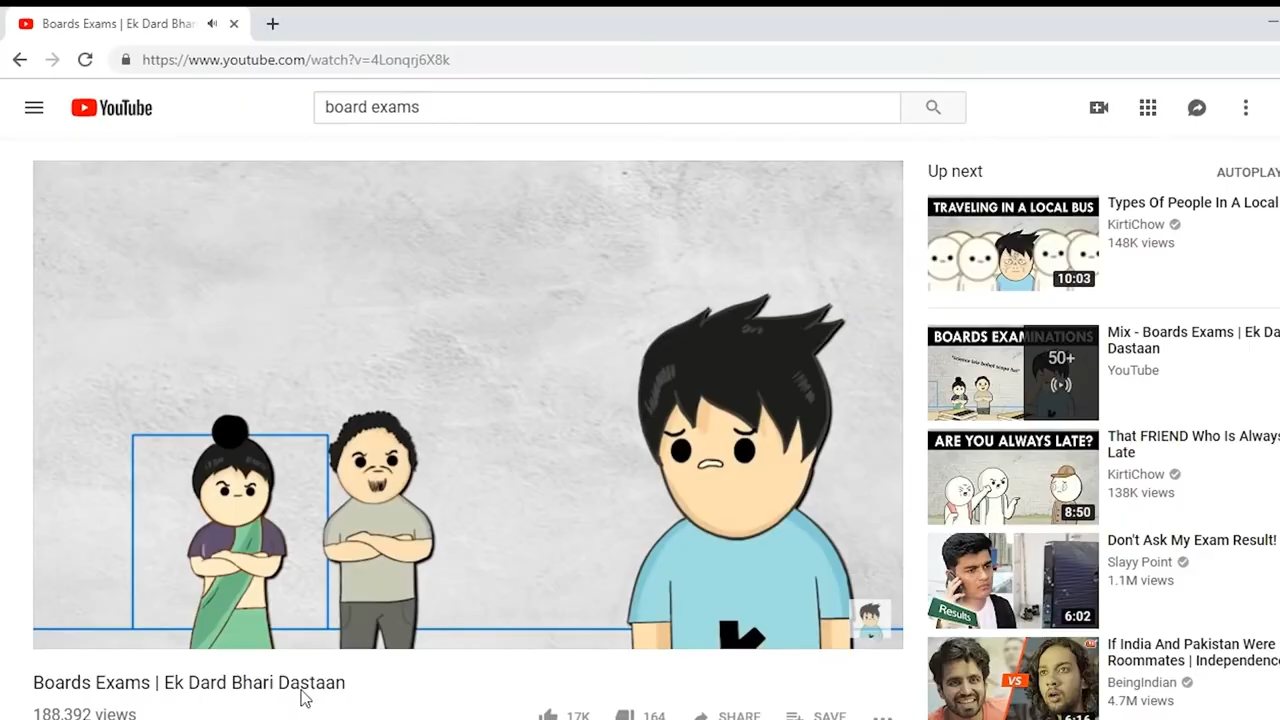 Boards Exams | Ek Dard Bhar
https://www.youtube.com/watch?v=4Lonqrj6X8k
YouTube
board exams
Up next
AUTOPLAY
TRAVELING IN A LOCAL BUS
10:03
Types Of People In A Local
KirtiChow
148K views
BOARDS EXAMINATIONS
50+
Mix - Boards Exams | Ek Da
Dastaan
YouTube
ARE YOU ALWAYS LATE?
8:50
That FRIEND Who Is Always
Late
KirtiChow
138K views
Results
6:02
Don't Ask My Exam Result!
Slayy Point
1.1M views
VS
If India And Pakistan Were
Roommates | Independenc
BeingIndian
4.7M views
k
Boards Exams | Ek Dard Bhari Dastaan
188,392 views
17K
164
SHARE
SAVE